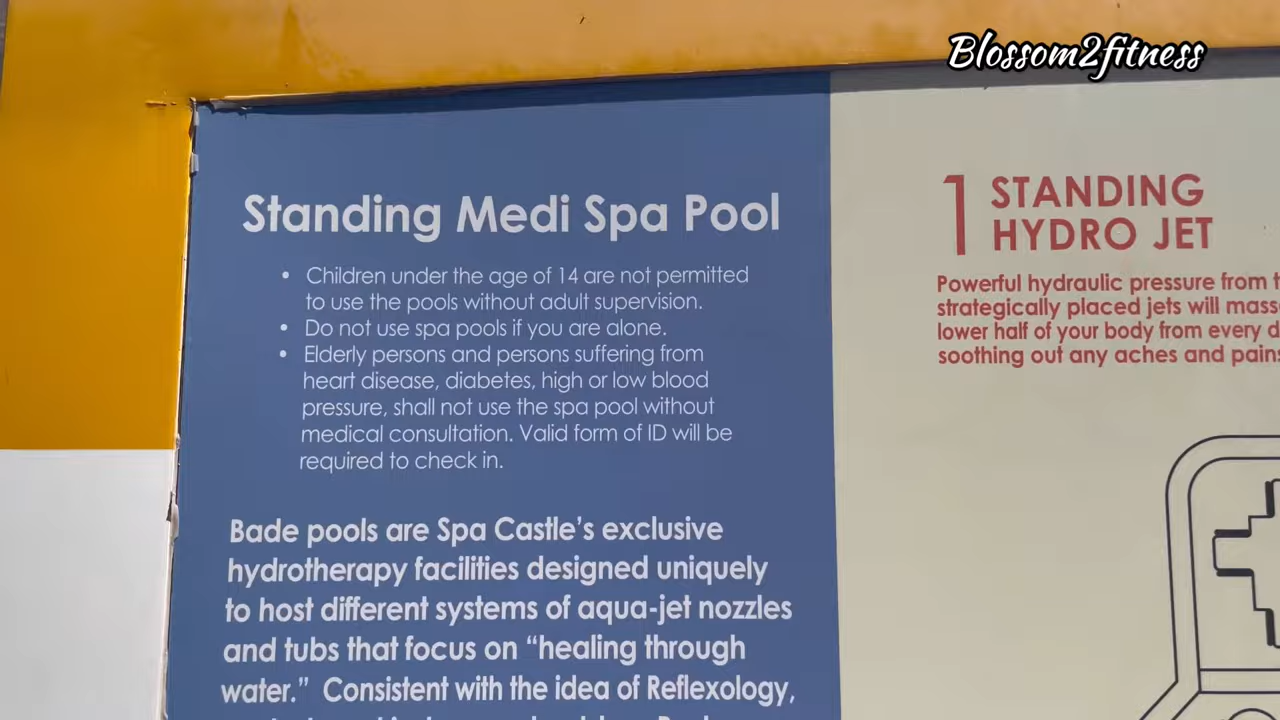 Blossom2fitness
Standing Medi Spa Pool
• Children under the age of 14 are not permitted
to use the pools without adult supervision.
• Do not use spa pools if you are alone.
• Elderly persons and persons suffering from
heart disease, diabetes, high or low blood
pressure, shall not use the spa pool without
medical consultation. Valid form of ID will be
required to check in.
Bade pools are Spa Castle's exclusive
hydrotherapy facilities designed uniquely
to host different systems of aqua-jet nozzles
and tubs that focus on “healing through
water.” Consistent with the idea of Reflexology,
1 STANDING
HYDRO JET
Powerful hydraulic pressure from
strategically placed jets will
lower half of your body from every
soothing out any aches and